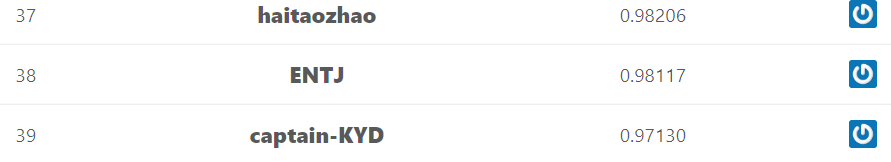 37 haitaozhao 0.98206
38 ENTJ 0.98117
39 captain-KYD 0.97130